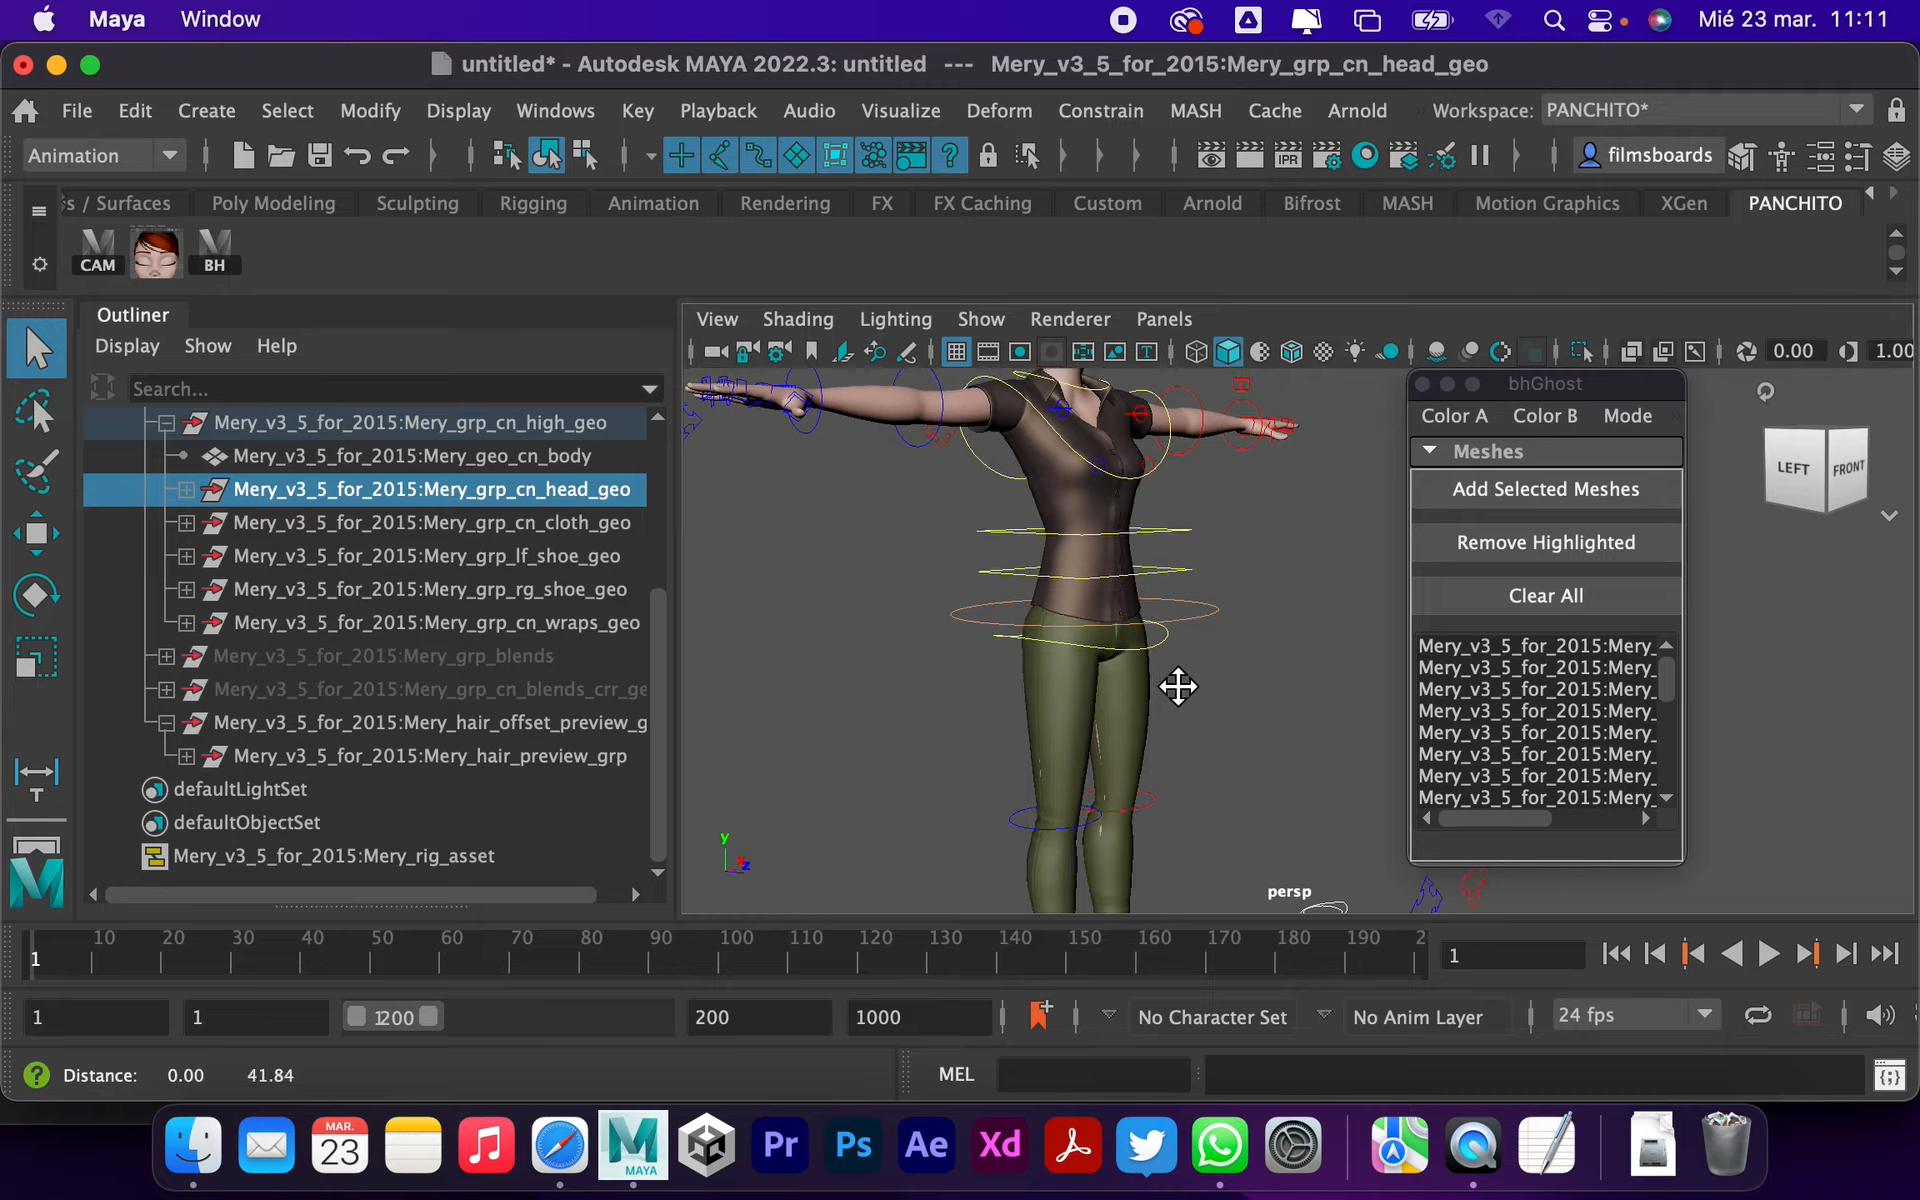 Maya Window Mié 23 mar. 11:11
untitled* - Autodesk MAYA 2022.3: untitled --- Mery_v3_5_for_2015:Mery_grp_cn_head_geo
File Edit Create Select Modify Display Windows Key Playback Audio Visualize Deform Constrain MASH Cache Arnold Workspace: PANCHITO*
Animation IPR filmsboards
s / Surfaces Poly Modeling Sculpting Rigging Animation Rendering FX FX Caching Custom Arnold Bifrost MASH Motion Graphics XGen PANCHITO
CAM BH
Outliner
Display Show Help
Search...
Mery_v3_5_for_2015:Mery_grp_cn_high_geo
Mery_v3_5_for_2015:Mery_geo_cn_body
Mery_v3_5_for_2015:Mery_grp_cn_head_geo
Mery_v3_5_for_2015:Mery_grp_cn_cloth_geo
Mery_v3_5_for_2015:Mery_grp_lf_shoe_geo
Mery_v3_5_for_2015:Mery_grp_rg_shoe_geo
Mery_v3_5_for_2015:Mery_grp_cn_wraps_geo
Mery_v3_5_for_2015:Mery_grp_blends
Mery_v3_5_for_2015:Mery_grp_cn_blends_crr_ge
Mery_v3_5_for_2015:Mery_hair_offset_preview_g
Mery_v3_5_for_2015:Mery_hair_preview_grp
defaultLightSet
defaultObjectSet
Mery_v3_5_for_2015:Mery_rig_asset
View Shading Lighting Show Renderer Panels
0.00 1.00
bhGhost
Color A Color B Mode
Meshes
Add Selected Meshes
Remove Highlighted
Clear All
Mery_v3_5_for_2015:Mery_
Mery_v3_5_for_2015:Mery_
Mery_v3_5_for_2015:Mery_
Mery_v3_5_for_2015:Mery_
Mery_v3_5_for_2015:Mery_
Mery_v3_5_for_2015:Mery_
Mery_v3_5_for_2015:Mery_
Mery_v3_5_for_2015:Mery_
LEFT FRONT
y
x z
persp
10 20 30 40 50 60 70 80 90 100 110 120 130 140 150 160 170 180 190 2
1 1
1 1 1200 200 1000 No Character Set No Anim Layer 24 fps
Distance: 0.00 41.84 MEL
MAR. 23 MAYA Pr Ps Ae Xd